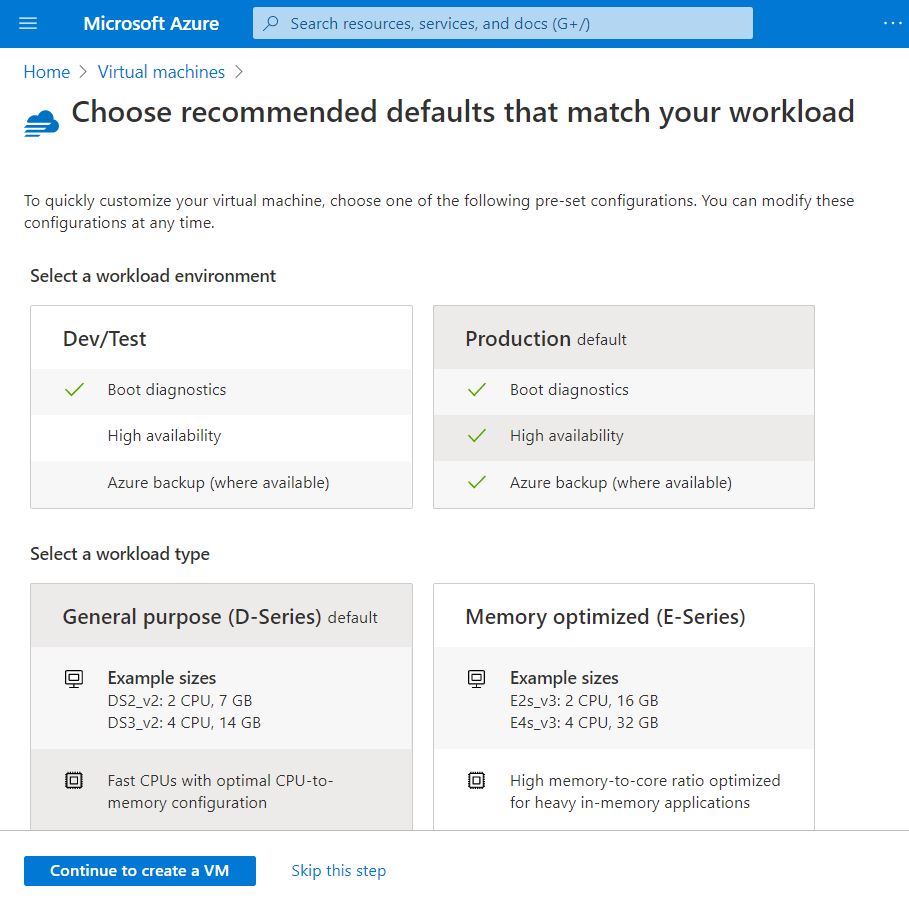 Microsoft Azure
Search resources, services, and docs (G+/)
Home > Virtual machines >
Choose recommended defaults that match your workload
To quickly customize your virtual machine, choose one of the following pre-set configurations. You can modify these
configurations at any time.
Select a workload environment
Dev/Test
Boot diagnostics
High availability
Azure backup (where available)
Production default
Boot diagnostics
High availability
Azure backup (where available)
Select a workload type
General purpose (D-Series) default
Example sizes
DS2_v2: 2 CPU, 7 GB
DS3_v2: 4 CPU, 14 GB
Fast CPUs with optimal CPU-to-
memory configuration
Memory optimized (E-Series)
Example sizes
E2s_v3: 2 CPU, 16 GB
E4s_v3: 4 CPU, 32 GB
High memory-to-core ratio optimized
for heavy in-memory applications
Continue to create a VM
Skip this step